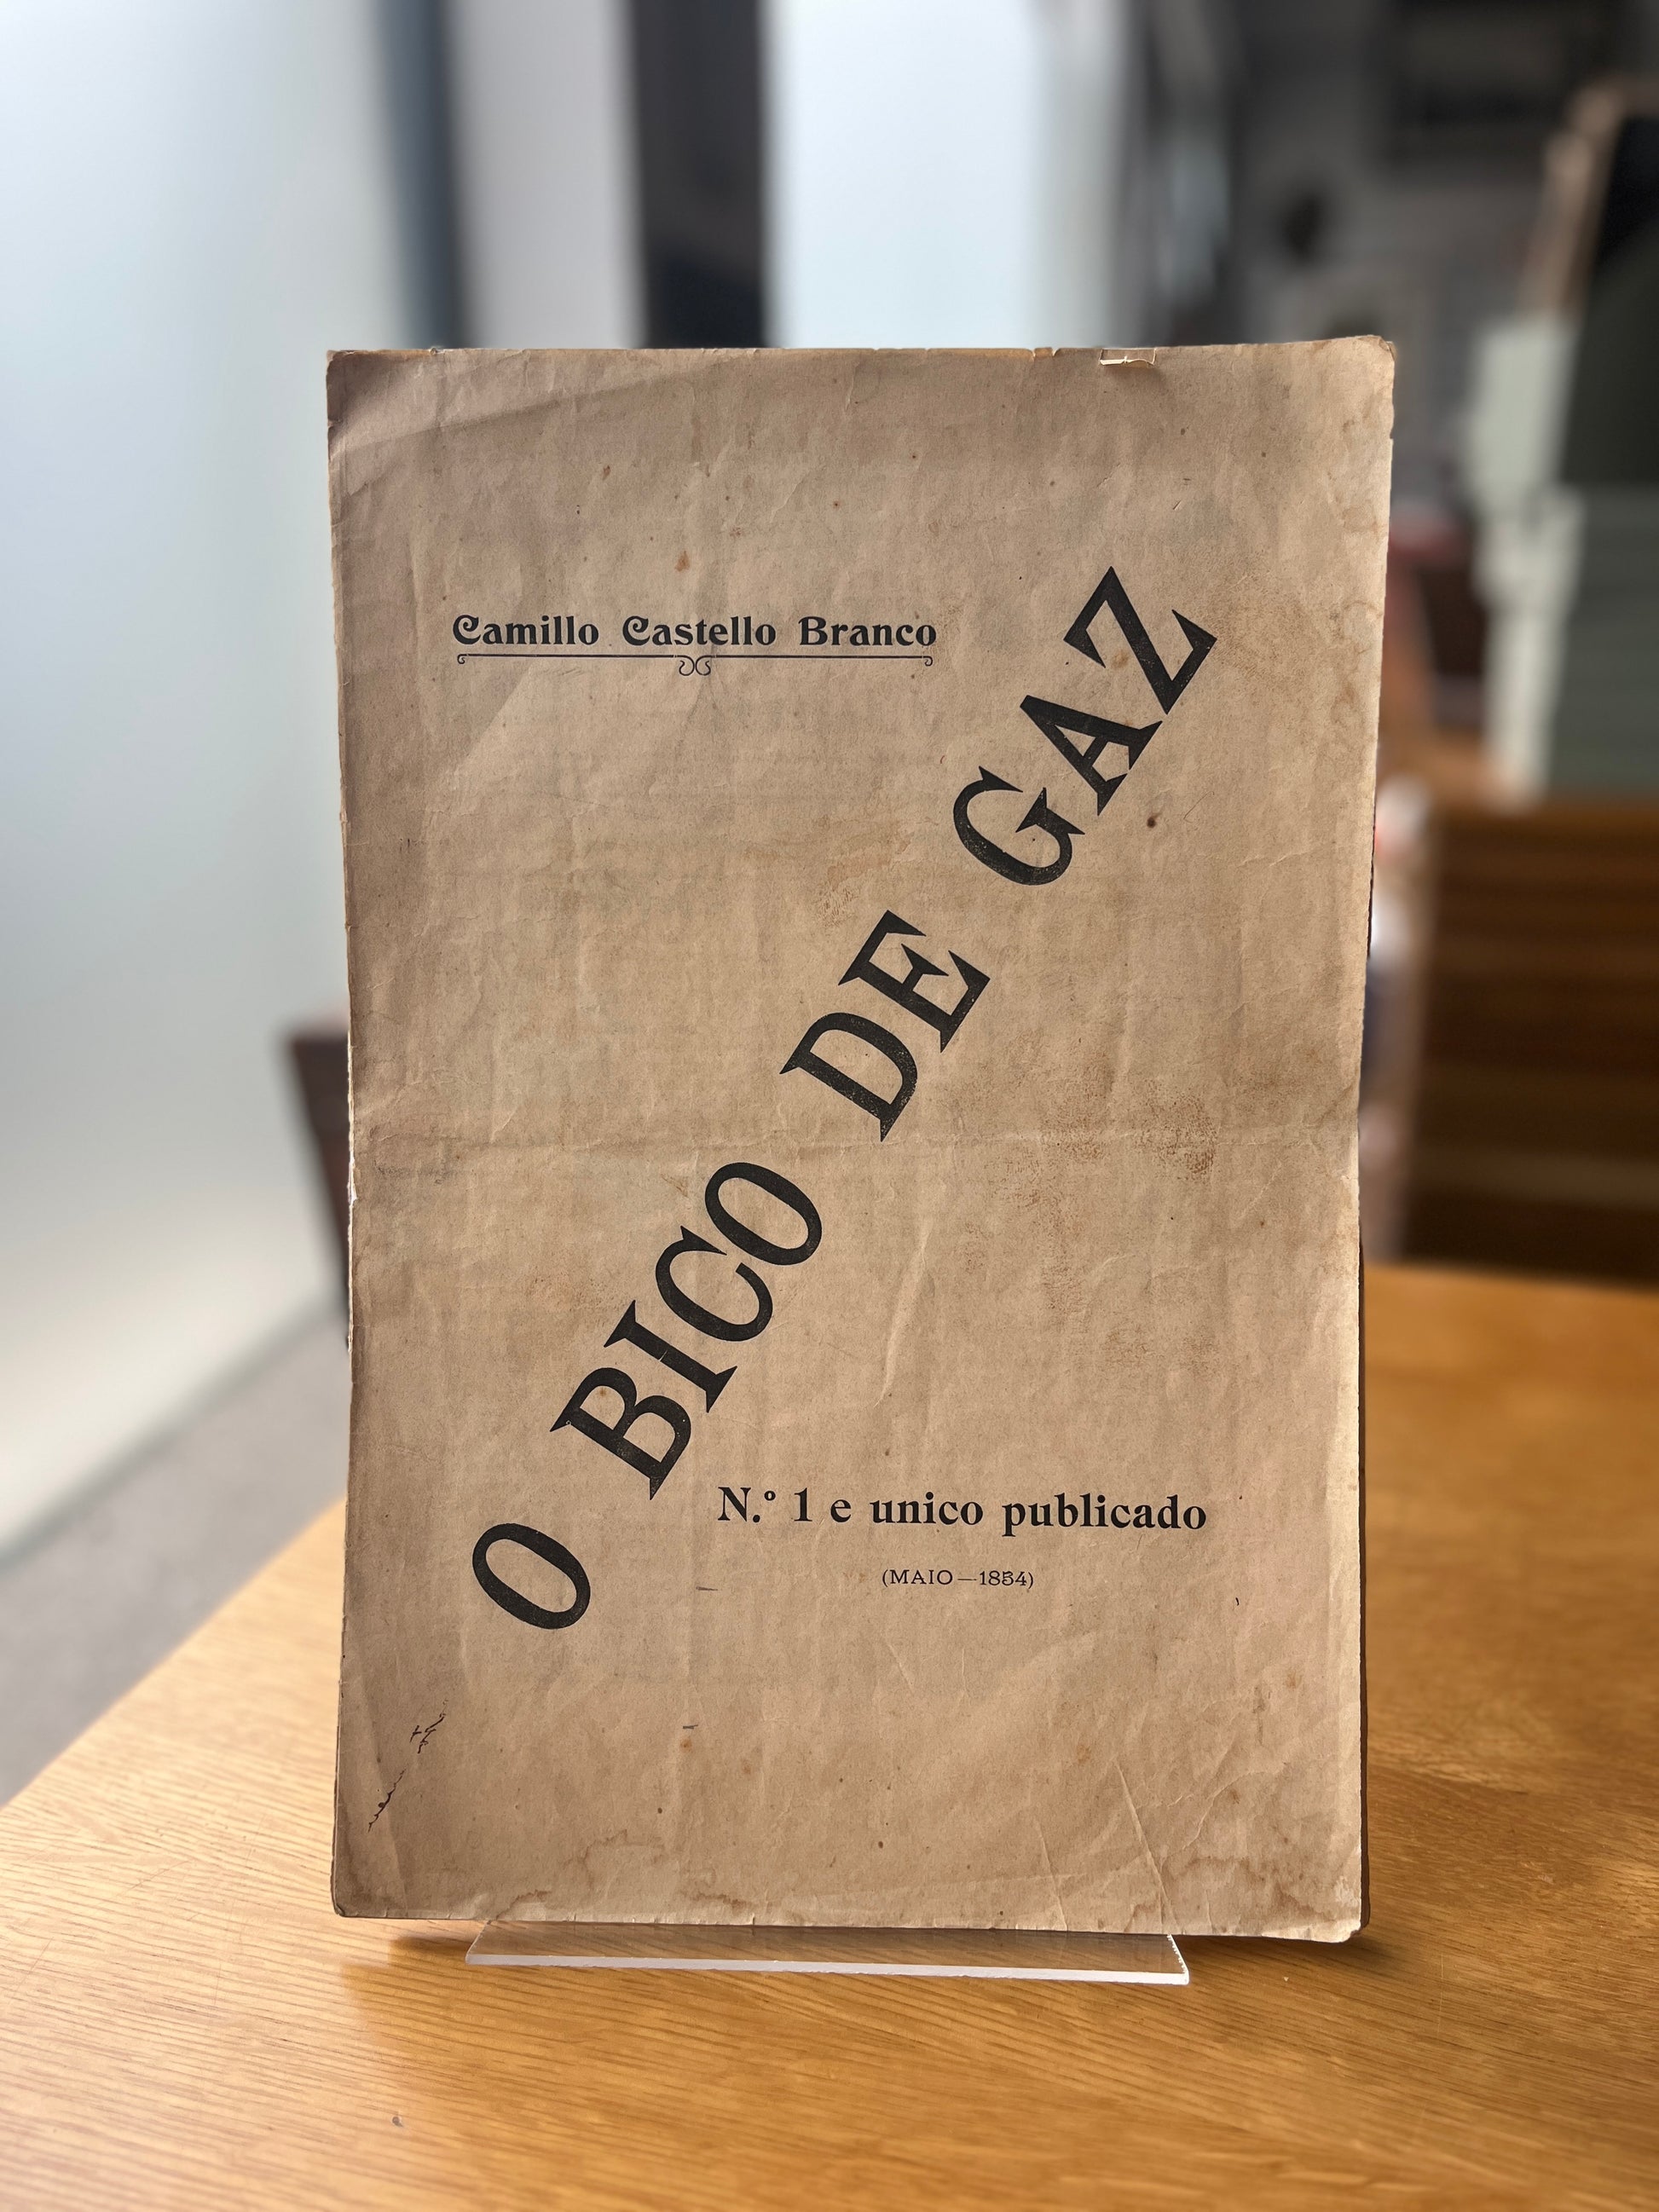 Camillo Castello Branco
O BICO DE GAZ
N.º 1 e unico publicado
(MAIO—1854)